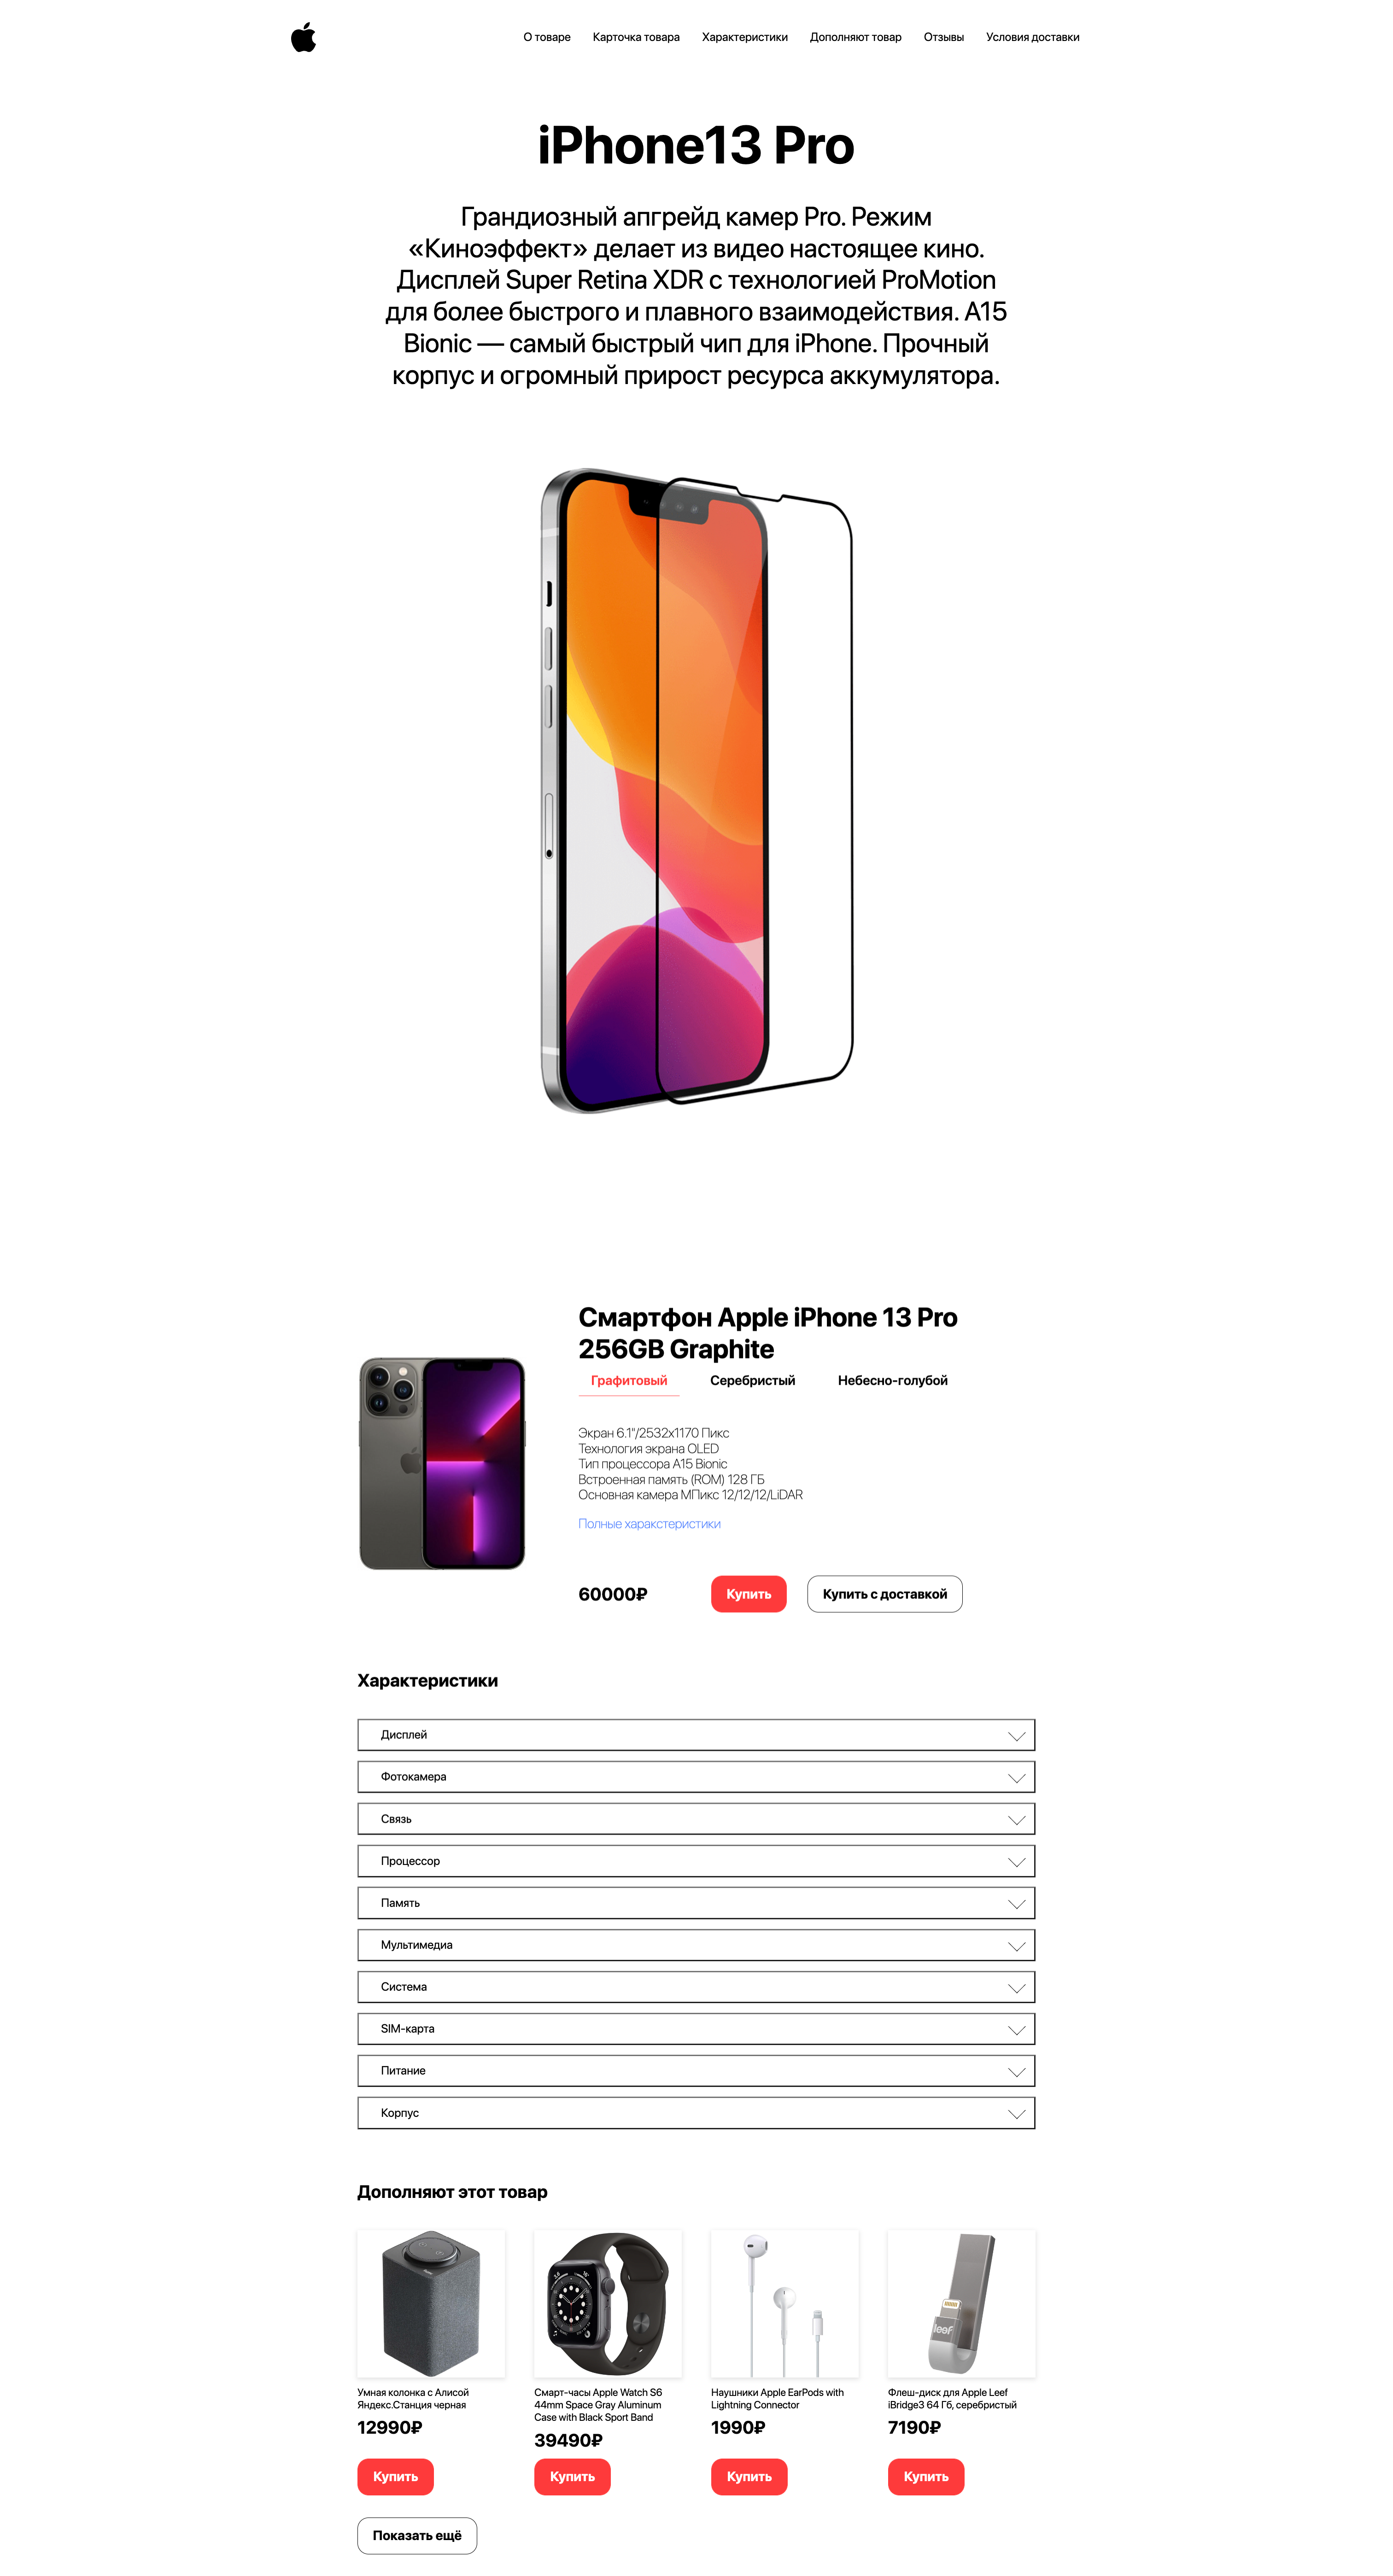 О товаре Карточка товара Характеристики Дополняют товар Отзывы Условия доставки
iPhone13 Pro
Грандиозный апгрейд камер Pro. Режим
«Киноэффект» делает из видео настоящее кино.
Дисплей Super Retina XDR с технологией ProMotion
для более быстрого и плавного взаимодействия. A15
Bionic — самый быстрый чип для iPhone. Прочный
корпус и огромный прирост ресурса аккумулятора.
Смартфон Apple iPhone 13 Pro
256GB Graphite
Графитовый Серебристый Небесно-голубой
Экран 6.1"/2532x1170 Пикс
Технология экрана OLED
Тип процессора A15 Bionic
Встроенная память (ROM) 128 ГБ
Основная камера МПикс 12/12/12/LiDAR
Полные харакстеристики
60000₽ Купить Купить с доставкой
Характеристики
Дисплей
Фотокамера
Связь
Процессор
Память
Мультимедиа
Система
SIM-карта
Питание
Корпус
Дополняют этот товар
leef
Умная колонка с Алисой
Яндекс.Станция черная
12990₽
Купить
Смарт-часы Apple Watch S6
44mm Space Gray Aluminum
Case with Black Sport Band
39490₽
Купить
Наушники Apple EarPods with
Lightning Connector
1990₽
Купить
Флеш-диск для Apple Leef
iBridge3 64 Гб, серебристый
7190₽
Купить
Показать ещё